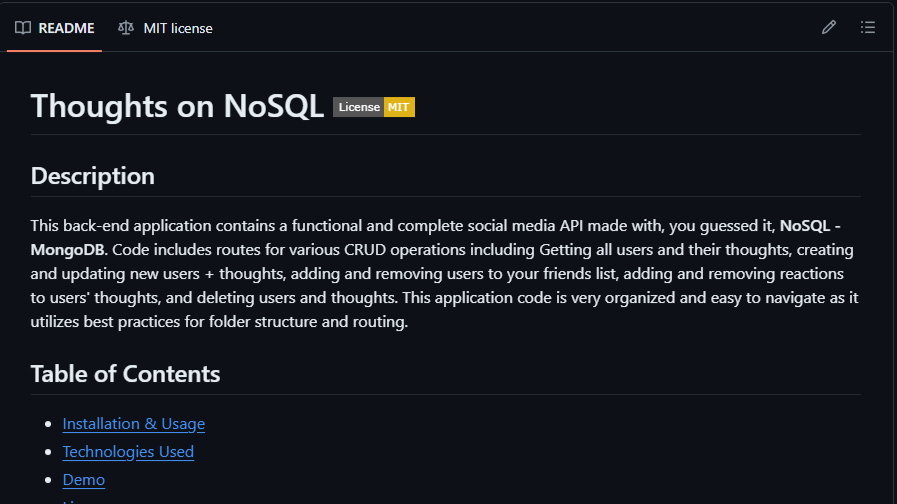 README
MIT license
Thoughts on NoSQL
License MIT
Description
This back-end application contains a functional and complete social media API made with, you guessed it, NoSQL -
MongoDB. Code includes routes for various CRUD operations including Getting all users and their thoughts, creating
and updating new users + thoughts, adding and removing users to your friends list, adding and removing reactions
to users' thoughts, and deleting users and thoughts. This application code is very organized and easy to navigate as it
utilizes best practices for folder structure and routing.
Table of Contents
Installation & Usage
Technologies Used
Demo